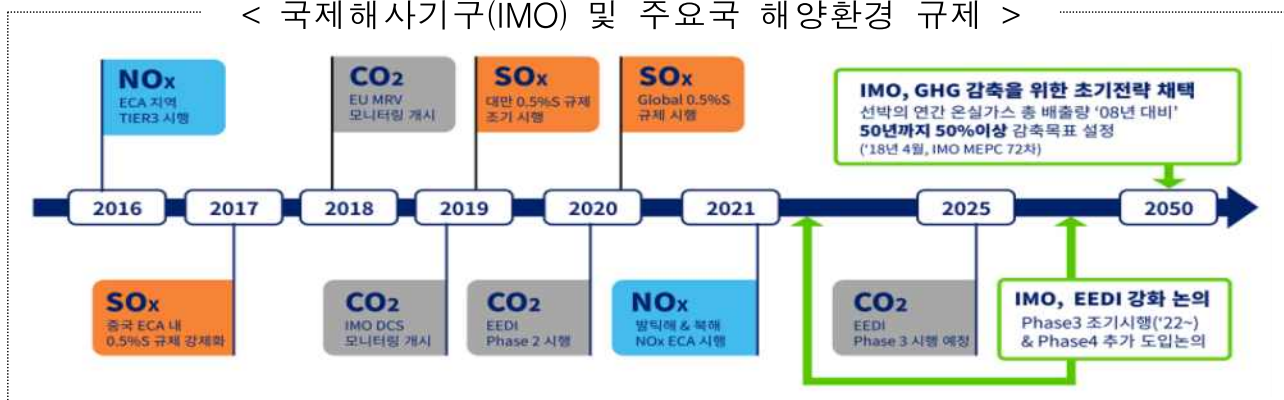 < 국제해사기구(IMO) 및 주요국 해양환경 규제 >
NOx
ECA 지역
TIER3 시행
CO2
EU MRV
모니터링 개시
SOx
대만 0.5%S 규제
조기 시행
SOx
Global 0.5%S
규제 시행
IMO, GHG 감축을 위한 초기전략 채택
선박의 연간 온실가스 총 배출량 ‘08년 대비’
50년까지 50%이상 감축목표 설정
(‘18년 4월, IMO MEPC 72차)
2016
2017
2018
2019
2020
2021
2025
2050
SOx
중국 ECA 내
0.5%S 규제 강제화
CO2
IMO DCS
모니터링 개시
CO2
EEDI
Phase 2 시행
NOx
발틱해 & 북해
NOx ECA 시행
CO2
EEDI
Phase 3 시행 예정
IMO, EEDI 강화 논의
Phase3 조기시행(‘22~)
& Phase4 추가 도입논의